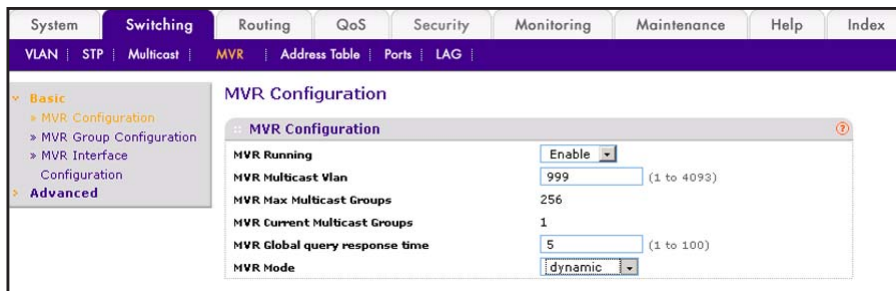 System Switching Routing QoS Security Monitoring Maintenance Help Index
VLAN STP Multicast MVR Address Table Ports LAG
Basic
» MVR Configuration
» MVR Group Configuration
» MVR Interface
Configuration
Advanced
MVR Configuration
MVR Configuration ?
MVR Running Enable
MVR Multicast Vlan 999 (1 to 4093)
MVR Max Multicast Groups 256
MVR Current Multicast Groups 1
MVR Global query response time 5 (1 to 100)
MVR Mode dynamic